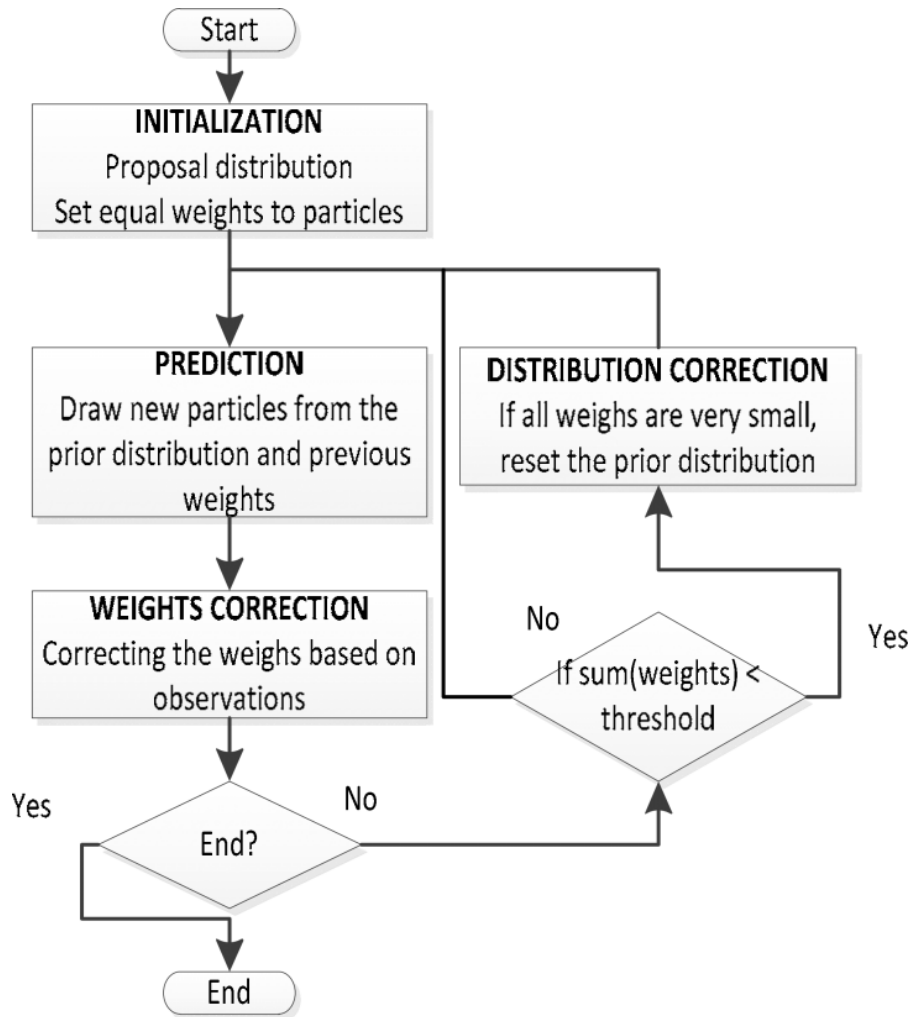 Start
INITIALIZATION
Proposal distribution
Set equal weights to particles
PREDICTION
Draw new particles from the
prior distribution and previous
weights
DISTRIBUTION CORRECTION
If all weighs are very small,
reset the prior distribution
WEIGHTS CORRECTION
Correcting the weighs based on
observations
No
If sum(weights) <
threshold
Yes
Yes
End?
No
End